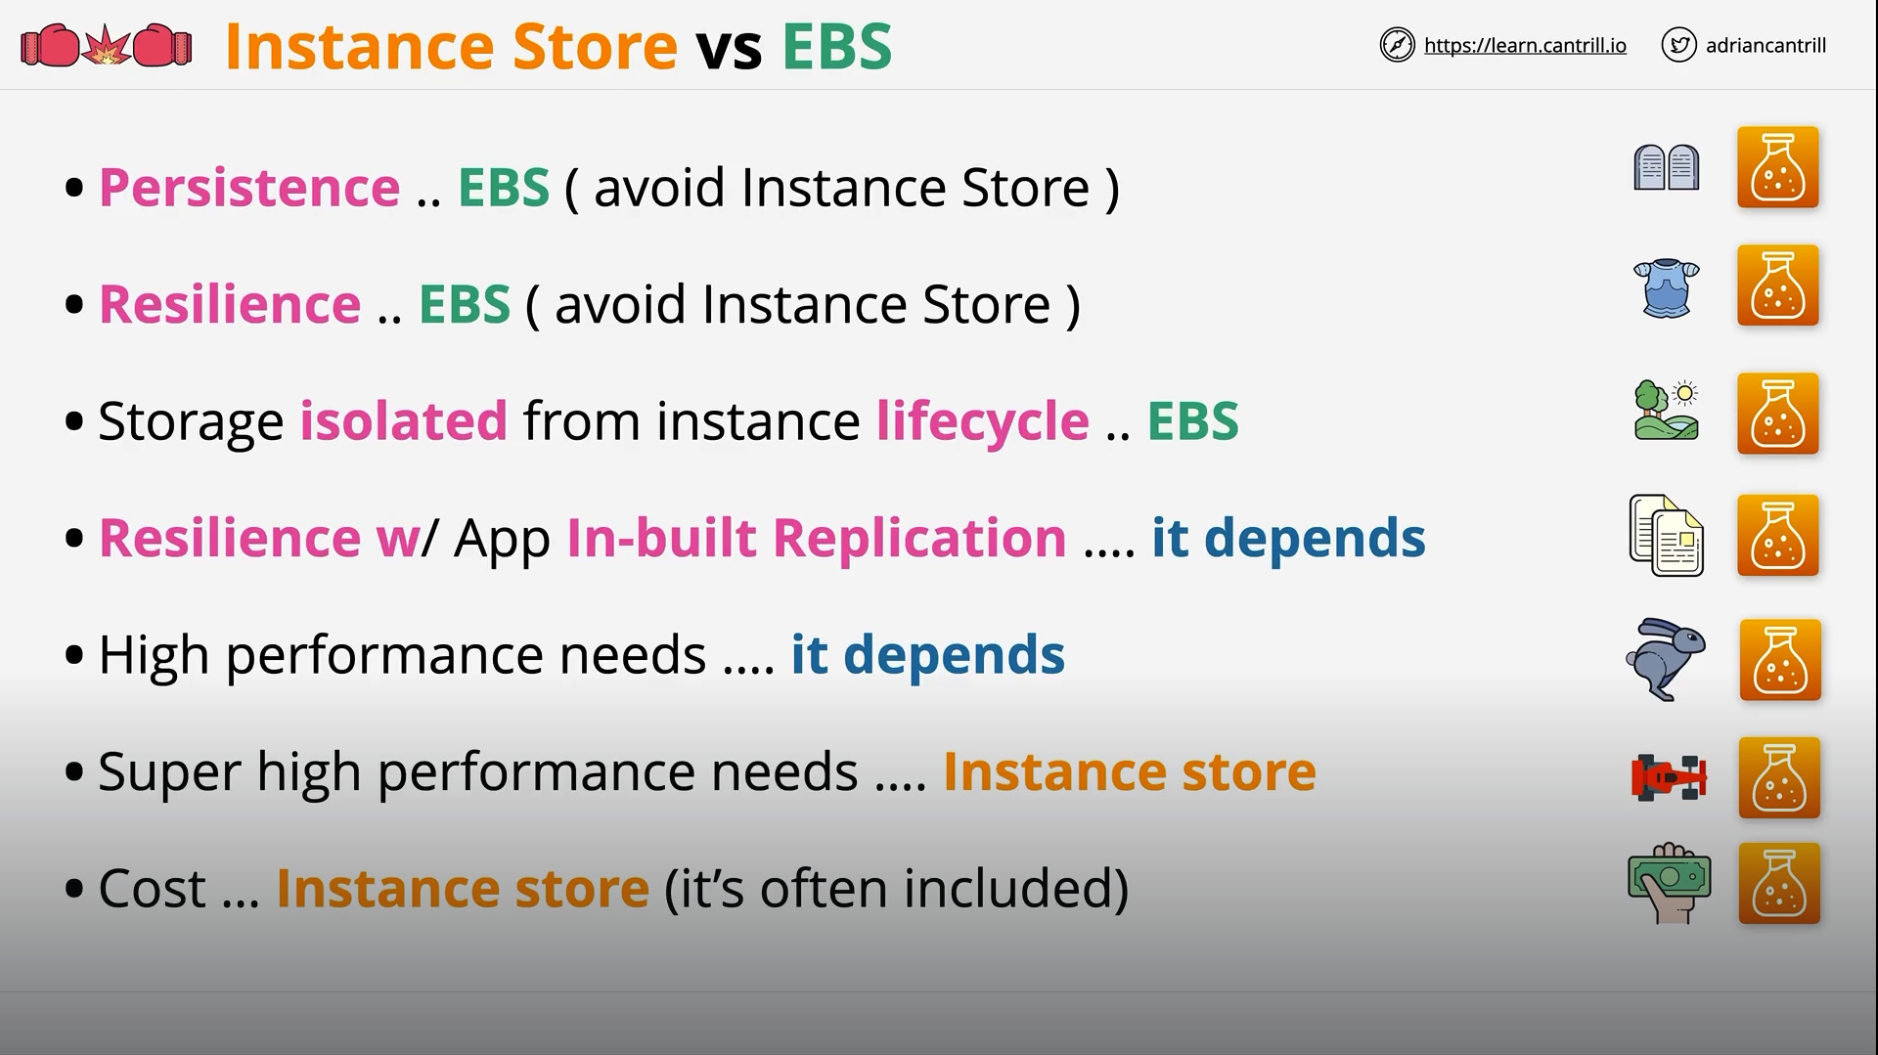 Instance Store vs EBS
https://learn.cantrill.io
adriancantrill
• Persistence .. EBS ( avoid Instance Store )
• Resilience .. EBS ( avoid Instance Store )
• Storage isolated from instance lifecycle .. EBS
• Resilience w/ App In-built Replication .... it depends
• High performance needs .... it depends
• Super high performance needs .... Instance store
• Cost ... Instance store (it’s often included)